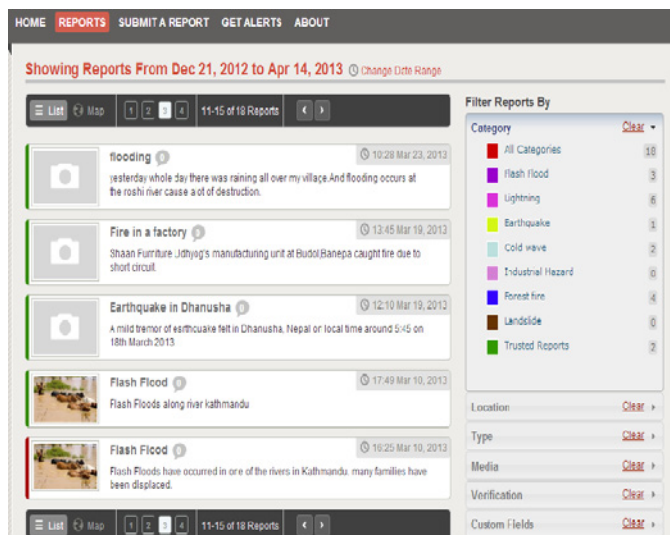 HOME REPORTS SUBMIT A REPORT GET ALERTS ABOUT
Showing Reports From Dec 21, 2012 to Apr 14, 2013 Change Date Range
List Map 1 2 3 4 11-15 of 18 Reports
flooding 0 10:28 Mar 23, 2013
yesterday whole day there was raining all over my village.And flooding occurs at
the roshi river cause a ot of destruction.
Fire in a factory 0 13:45 Mar 19, 2013
Shaan Furniture Udhyog's manufacturing unit at Budol,Banepa caught fire due to
short circuit.
Earthquake in Dhanusha 0 12:10 Mar 19, 2013
A mild tremor of earthquake felt in Dhanusha, Nepal on local time around 5:45 on
18th March 2013
Flash Flood 0 17:49 Mar 10, 2013
Flash Floods along river kathmandu
Flash Flood 0 16:25 Mar 10, 2013
Flash Floods have occurred in one of the rivers in Kathmandu. many families have
been displaced.
List Map 1 2 3 4 11-15 of 18 Reports
Filter Reports By
Category Clear
All Categories 18
Flash Flood 3
Lightning 6
Earthquake 1
Cold wave 2
Industrial Hazard 0
Forest fire 4
Landslide 0
Trusted Reports 2
Location Clear
Type Clear
Media Clear
Verification Clear
Custom Fields Clear